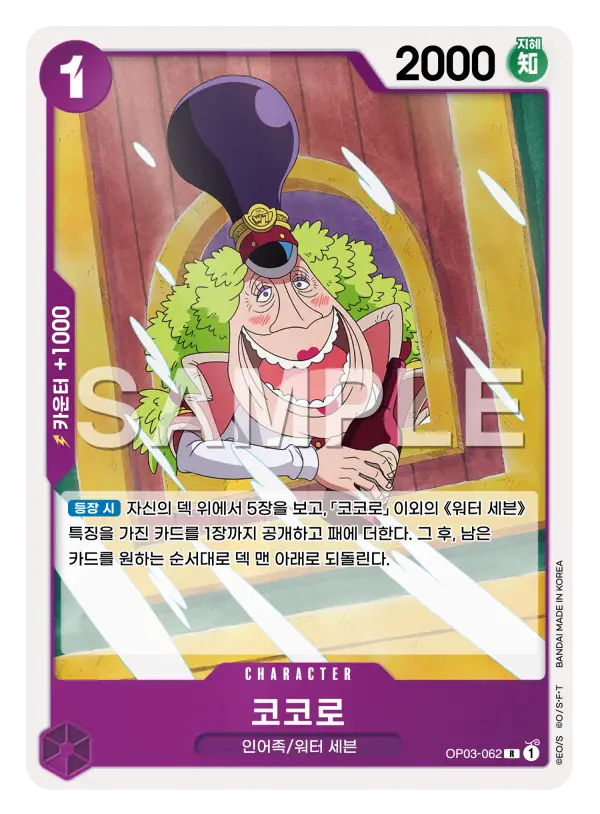 1
2000
지혜
知
카운터 +1000
SAMPLE
등장 시 자신의 덱 위에서 5장을 보고, 「코코로」 이외의 《워터 세븐》
특징을 가진 카드를 1장까지 공개하고 패에 더한다. 그 후, 남은
카드를 원하는 순서대로 덱 맨 아래로 되돌린다.
CHARACTER
코코로
인어족/워터 세븐
OP03-062 R 1
©EO/S ©O/S·F·T BANDAI MADE IN KOREA